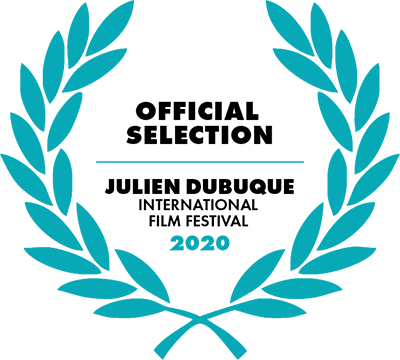 OFFICIAL
SELECTION
JULIEN DUBUQUE
INTERNATIONAL
FILM FESTIVAL
2020